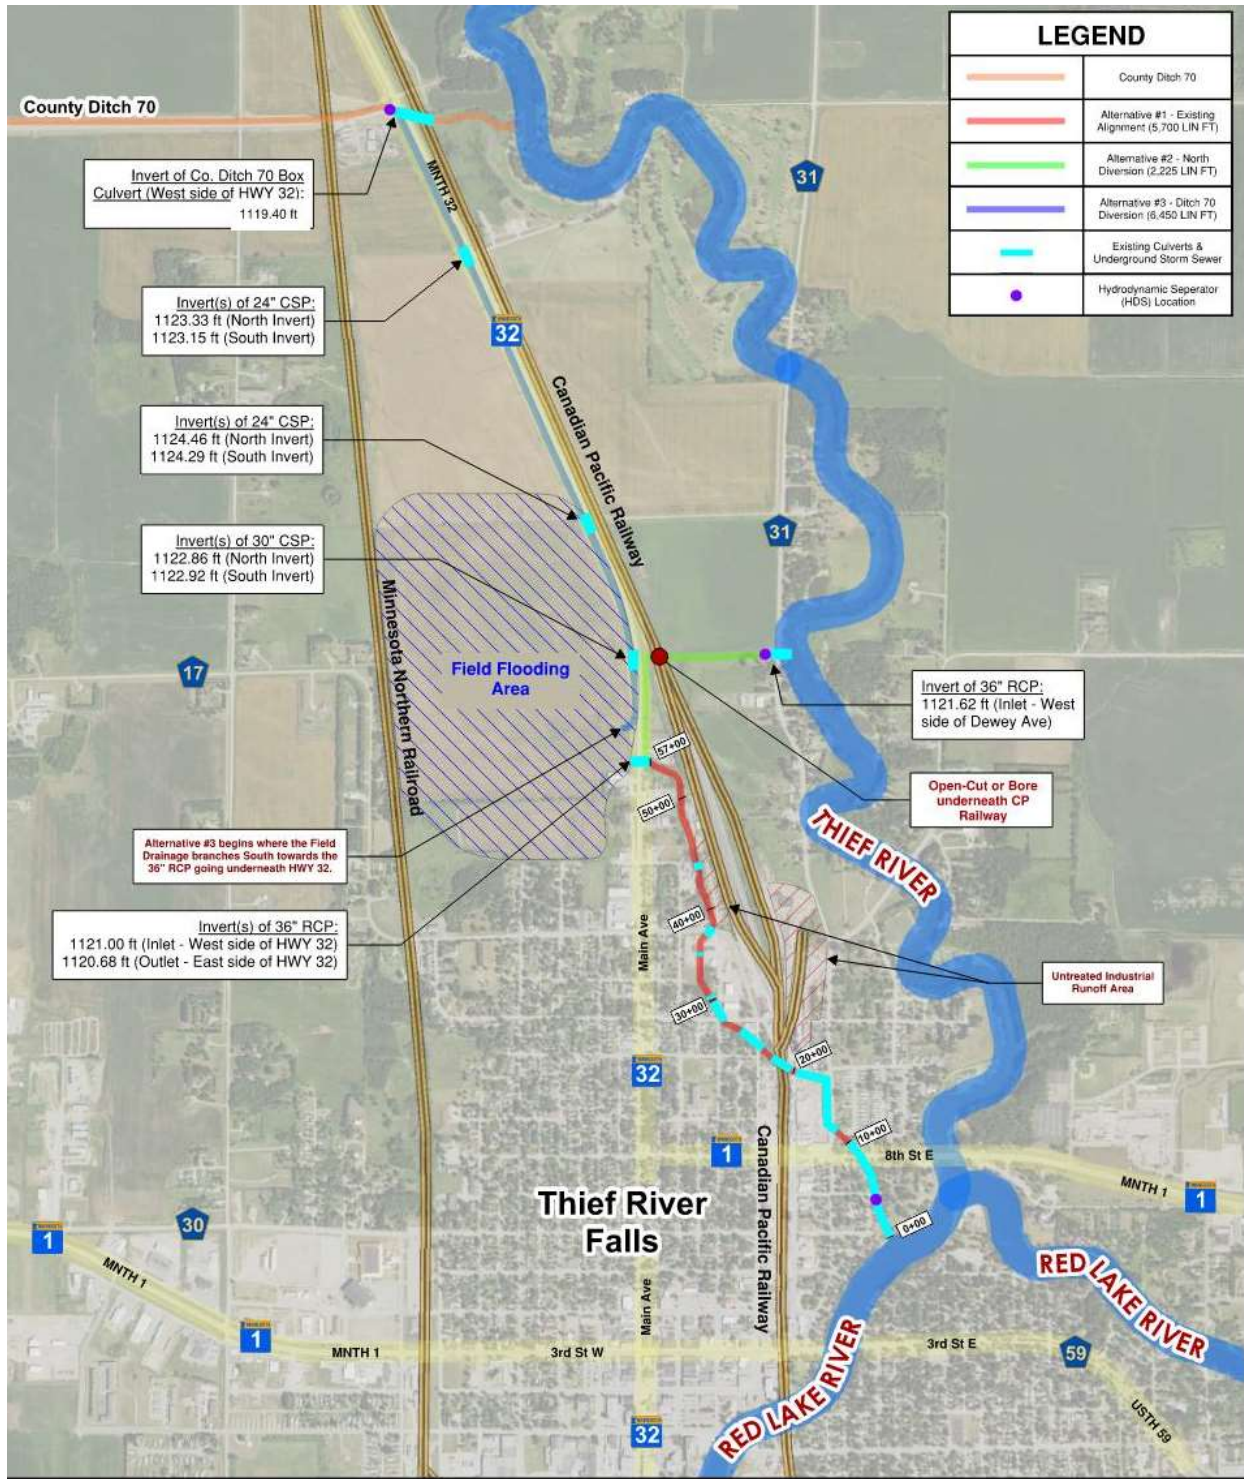 LEGEND
County Ditch 70
Alternative #1 - Existing
Alignment (5,700 LIN FT)
Alternative #2 - North
Diversion (2,225 LIN FT)
Alternative #3 - Ditch 70
Diversion (6,450 LIN FT)
Existing Culverts &
Underground Storm Sewer
Hydrodynamic Seperator
(HDS) Location
County Ditch 70
Invert of Co. Ditch 70 Box
Culvert (West side of HWY 32):
1119.40 ft
MNTH 32
31
Invert(s) of 24" CSP:
1123.33 ft (North Invert)
1123.15 ft (South Invert)
32
Canadian Pacific Railway
Invert(s) of 24" CSP:
1124.46 ft (North Invert)
1124.29 ft (South Invert)
31
Invert(s) of 30" CSP:
1122.86 ft (North Invert)
1122.92 ft (South Invert)
Minnesota Northern Railroad
17
Field Flooding
Area
Invert of 36" RCP:
1121.62 ft (Inlet - West
side of Dewey Ave)
57+00
Open-Cut or Bore
underneath CP
Railway
50+00
THIEF RIVER
Alternative #3 begins where the Field
Drainage branches South towards the
36" RCP going underneath HWY 32.
Invert(s) of 36" RCP:
1121.00 ft (Inlet - West side of HWY 32)
1120.68 ft (Outlet - East side of HWY 32)
Main Ave
40+00
Untreated Industrial
Runoff Area
30+00
20+00
32
10+00
1
8th St E
MNTH 1
1
Canadian Pacific Railway
Thief River
Falls
0+00
30
1
MNTH 1
RED LAKE RIVER
1
MNTH 1
3rd St W
Main Ave
3rd St E
59
RED LAKE RIVER
USTH 59
32